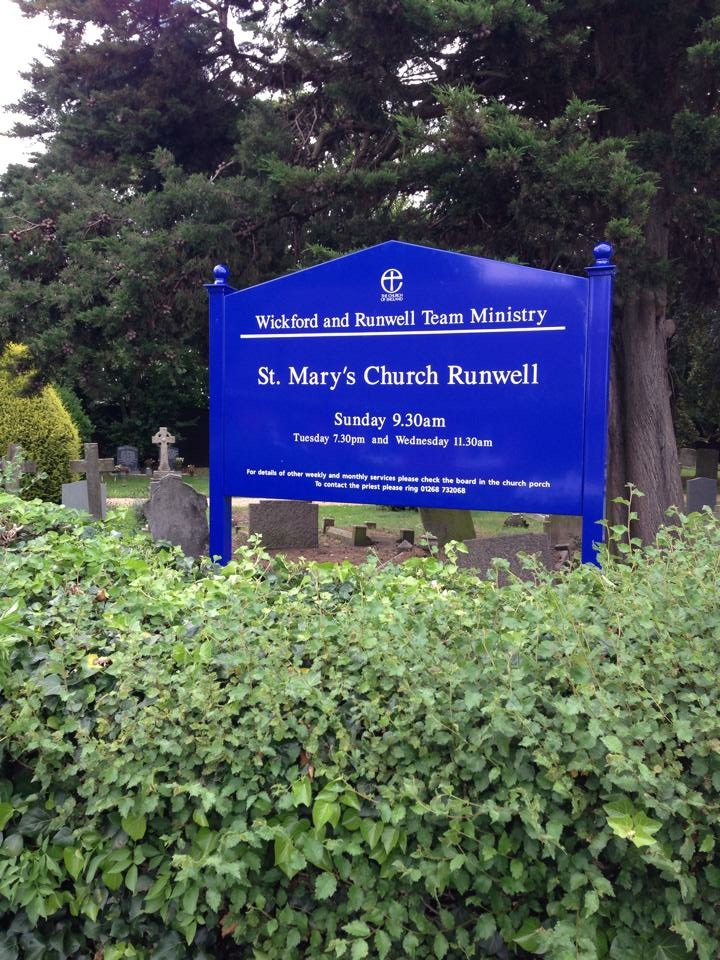 THE CHURCH
OF ENGLAND
Wickford and Runwell Team Ministry
St. Mary's Church Runwell
Sunday 9.30am
Tuesday 7.30pm and Wednesday 11.30am
For details of other weekly and monthly services please check the board in the church porch
To contact the priest please ring 01268 732068